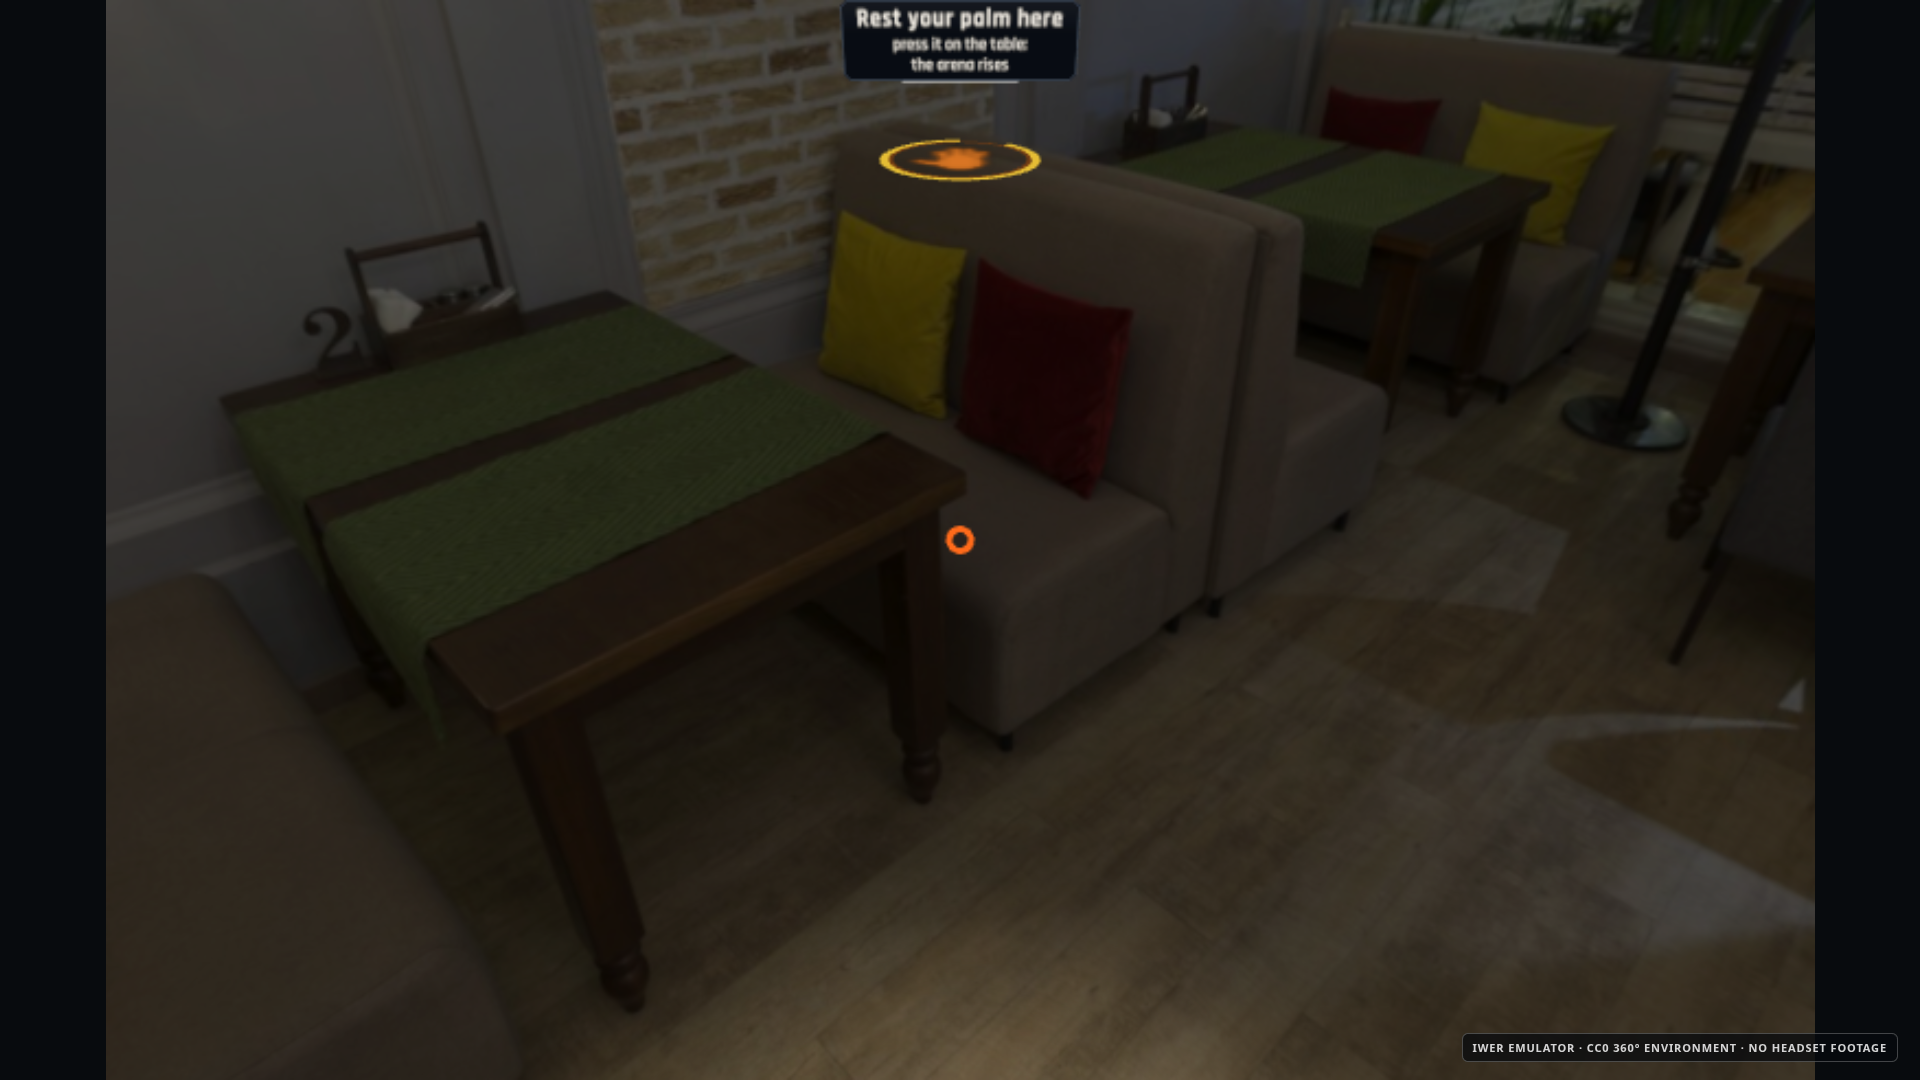 Rest your palm here
press it on the table:
the arena rises
2
IWER EMULATOR · CC0 360° ENVIRONMENT · NO HEADSET FOOTAGE